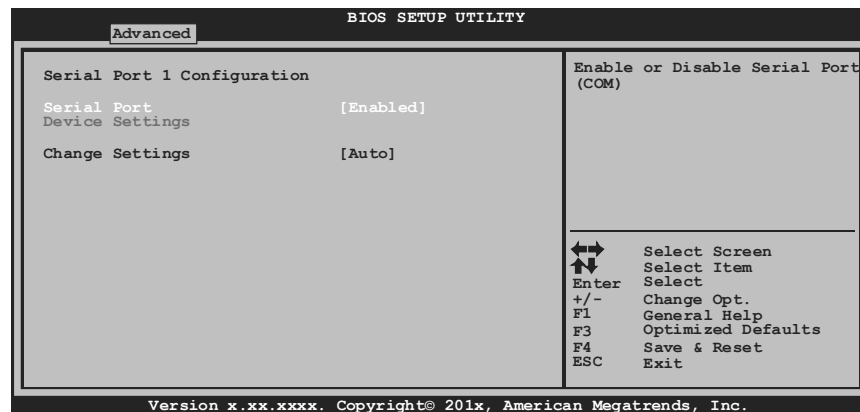 BIOS SETUP UTILITY
Advanced
Serial Port 1 Configuration
Serial Port [Enabled]
Device Settings
Change Settings [Auto]
Enable or Disable Serial Port
(COM)
Select Screen
Select Item
Enter Select
+/- Change Opt.
F1 General Help
F3 Optimized Defaults
F4 Save & Reset
ESC Exit
Version x.xx.xxxx. Copyright© 201x, American Megatrends, Inc.